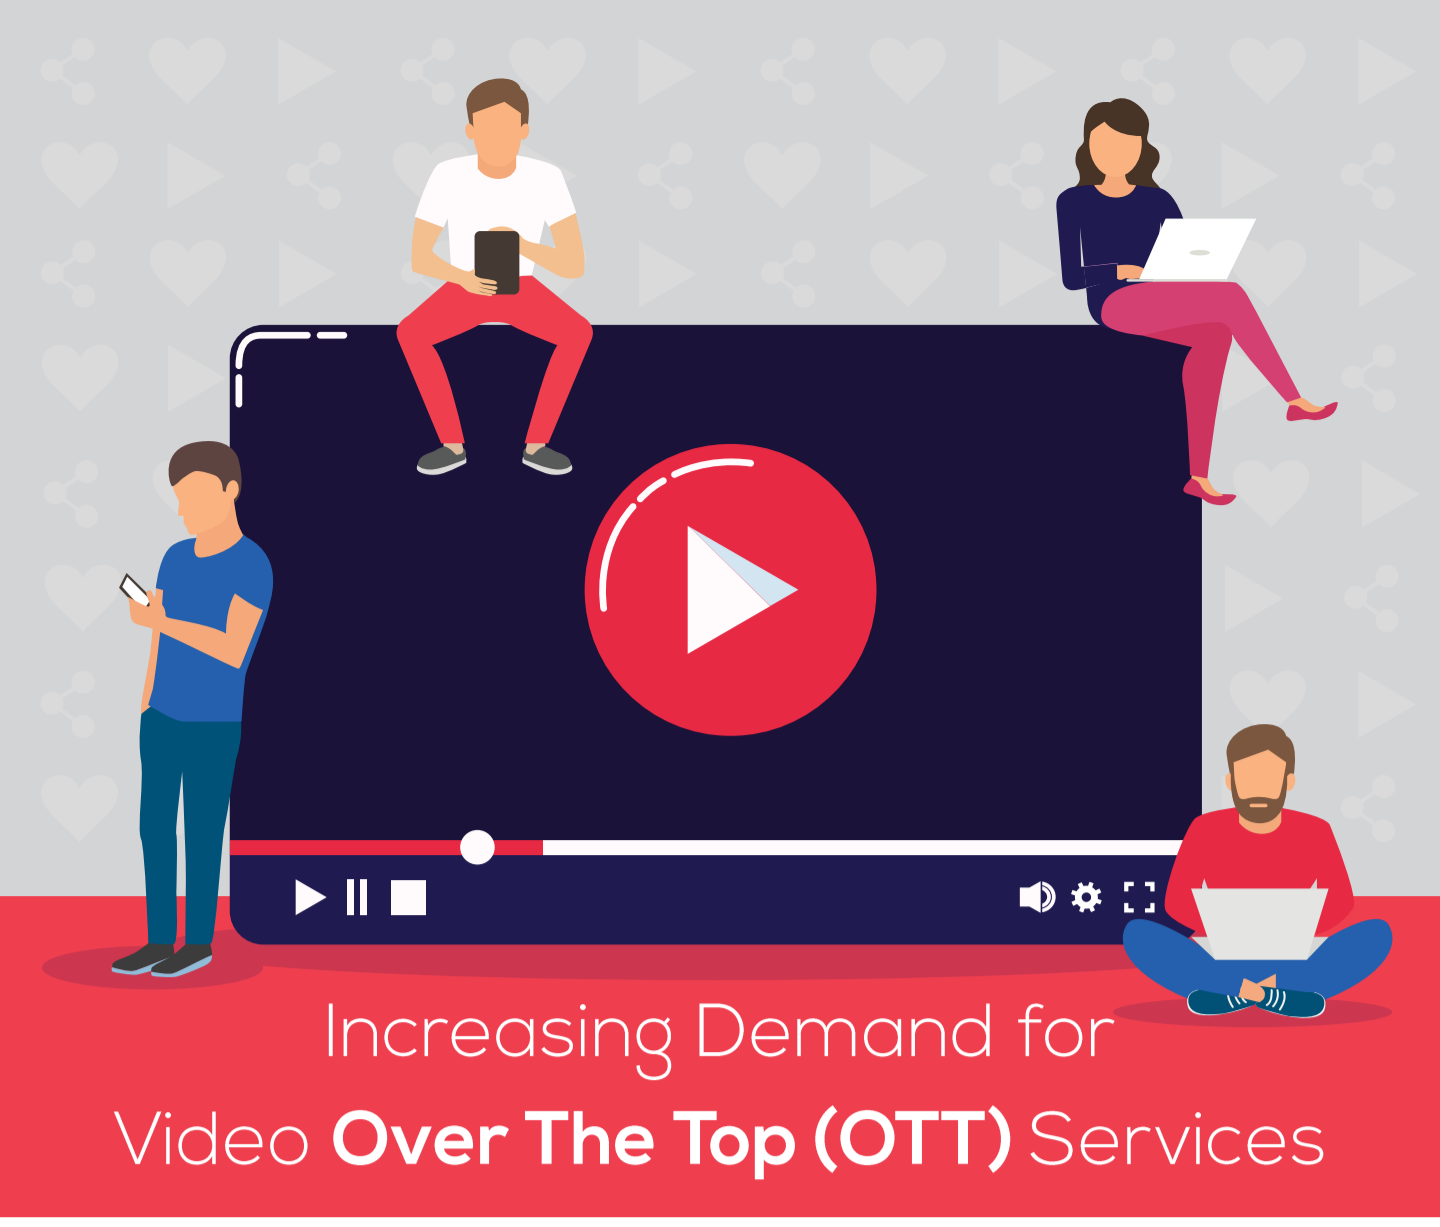 Increasing Demand for
Video Over The Top (OTT) Services